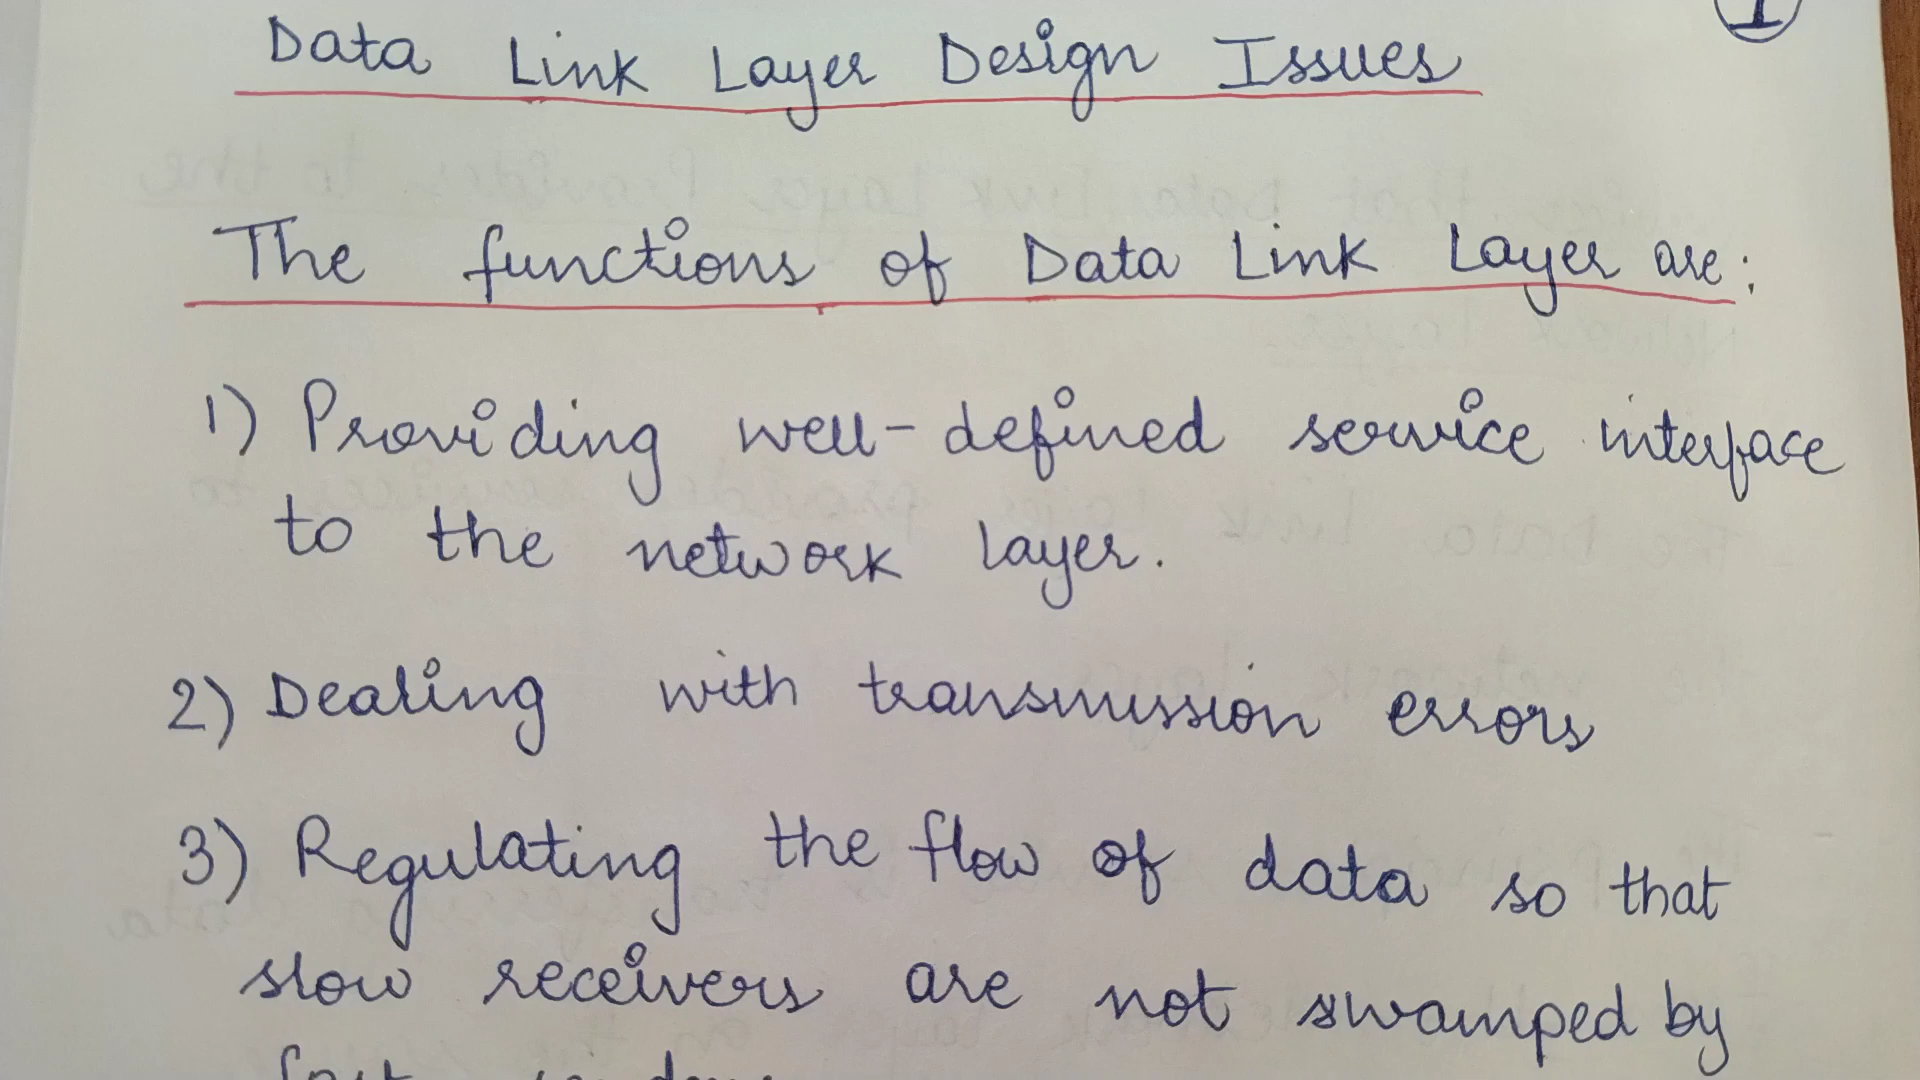 1
Data Link Layer Design Issues
The functions of Data Link Layer are:
1) Providing well-defined service interface
to the network layer.
2) Dealing with transmission errors
3) Regulating the flow of data so that
slow receivers are not swamped by